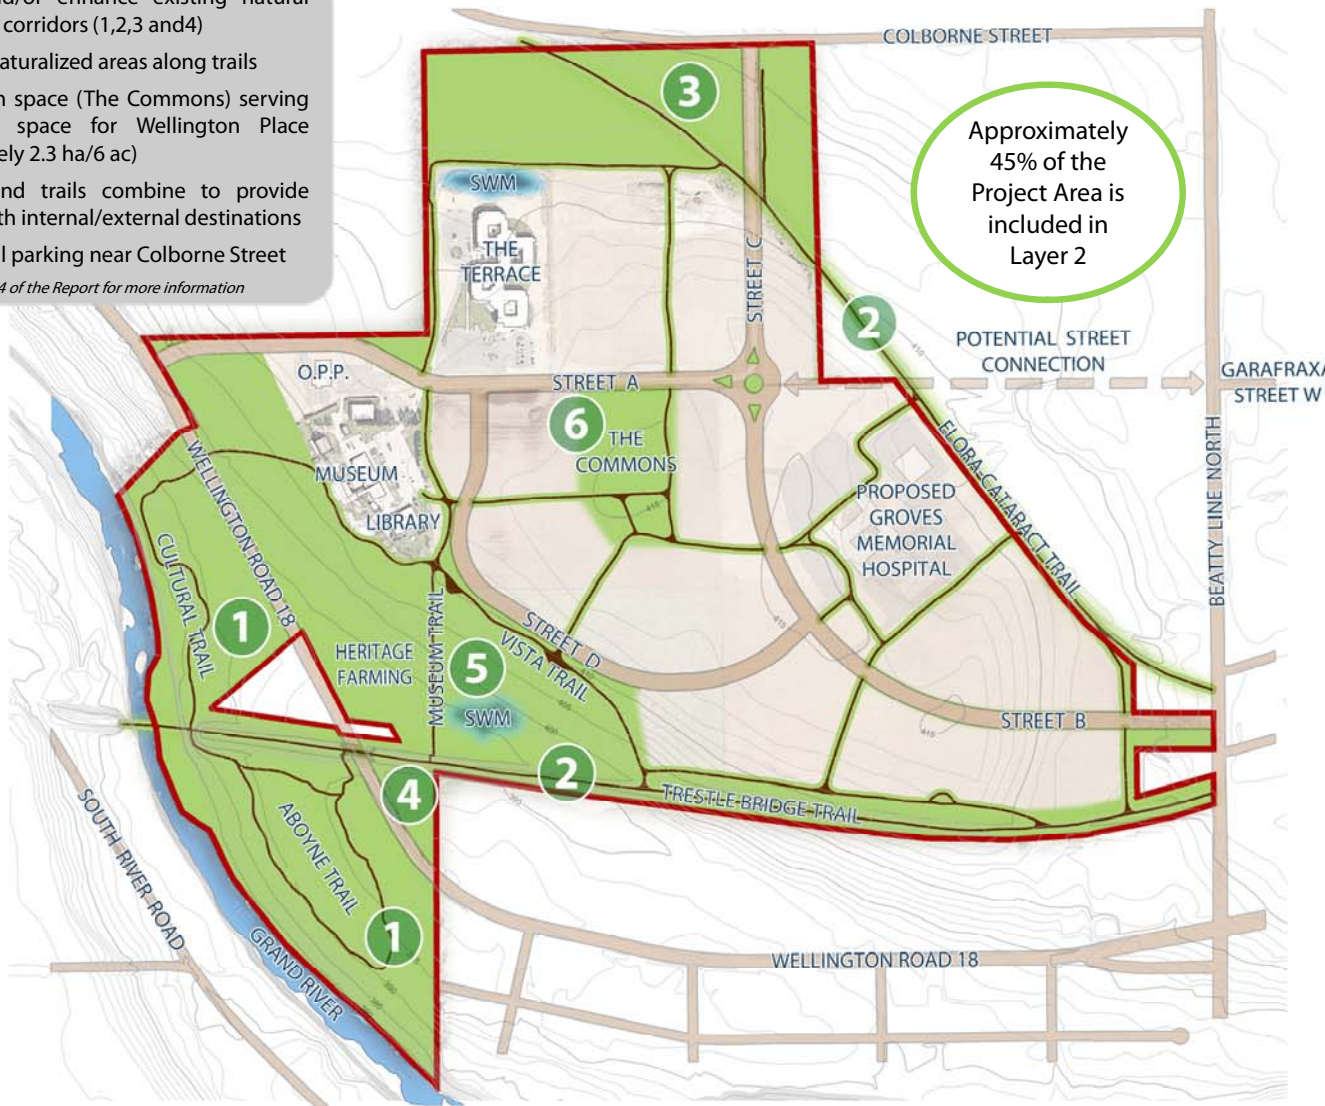 enhance existing natural
corridors (1,2,3 and4)
naturalized areas along trails
space (The Commons) serving
space for Wellington Place
2.3 ha/6 ac)
trails combine to provide
internal/external destinations
parking near Colborne Street
4 of the Report for more information
COLBORNE STREET
3
Approximately
45% of the
Project Area is
included in
Layer 2
SWM
THE
TERRACE
STREET C
2
POTENTIAL STREET
CONNECTION
GARAFRAXA
STREET W
O.P.P.
STREET A
6
THE
COMMONS
MUSEUM
LIBRARY
WELLINGTON ROAD 18
PROPOSED
GROVES
MEMORIAL
HOSPITAL
ELORA-CATARACT TRAIL
BEATTY LINE NORTH
CULTURAL TRAIL
1
HERITAGE
FARMING
MUSEUM TRAIL
5
STREET D
VISTA TRAIL
SWM
STREET B
2
4
TRESTLE BRIDGE TRAIL
SOUTH RIVER ROAD
ABOYNE TRAIL
1
GRAND RIVER
WELLINGTON ROAD 18